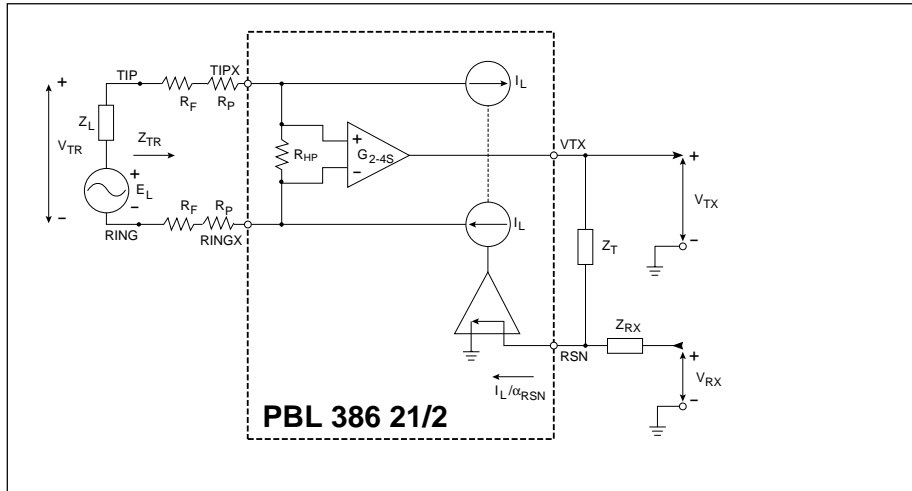 TIP
TIPX
R_F
R_P
I_L
+
Z_L
V_TR
Z_TR
+
E_L
−
−
R_HP
+
G_2-4S
−
VTX
+
V_TX
−
R_F
R_P
RING
RINGX
I_L
Z_T
Z_RX
RSN
+
V_RX
−
I_L/α_RSN
PBL 386 21/2